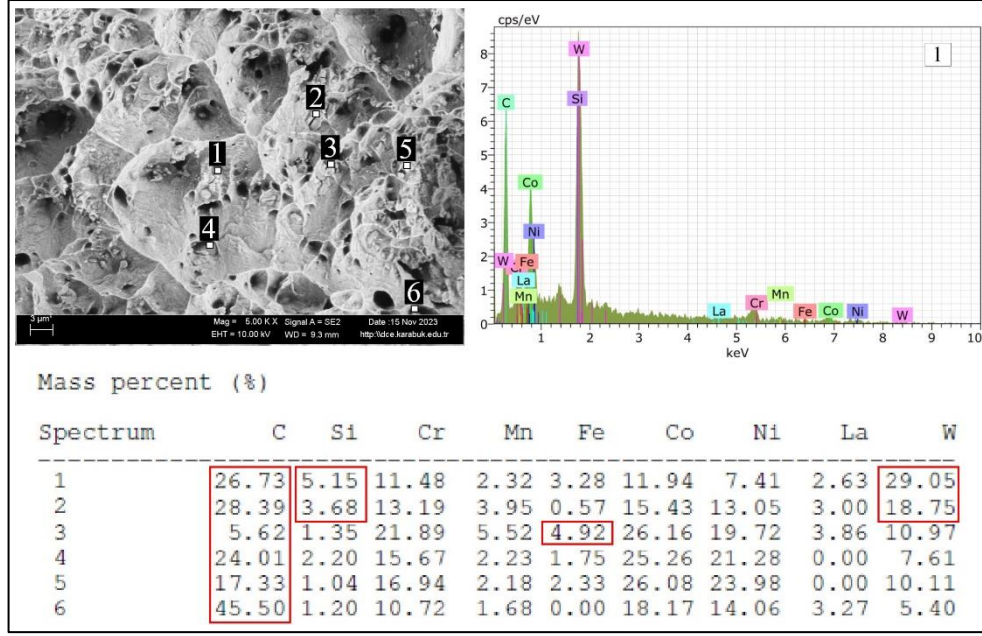 1
2
3
4
5
6
3 µm
Mag = 5.00 K X Signal A = SE2 Date :15 Nov 2023
EHT = 10.00 kV WD = 9.3 mm http\\dce.karabuk.edu.tr
cps/eV
1
8
7
6
5
4
3
2
1
0
W
Si
C
Co
Ni
W
Cr
Fe
La
Mn
La
Cr
Mn
Fe
Co
Ni
W
1 2 3 4 5 6 7 8 9 10
keV
Mass percent (%)
Spectrum C Si Cr Mn Fe Co Ni La W
1 26.73 5.15 11.48 2.32 3.28 11.94 7.41 2.63 29.05
2 28.39 3.68 13.19 3.95 0.57 15.43 13.05 3.00 18.75
3 5.62 1.35 21.89 5.52 4.92 26.16 19.72 3.86 10.97
4 24.01 2.20 15.67 2.23 1.75 25.26 21.28 0.00 7.61
5 17.33 1.04 16.94 2.18 2.33 26.08 23.98 0.00 10.11
6 45.50 1.20 10.72 1.68 0.00 18.17 14.06 3.27 5.40